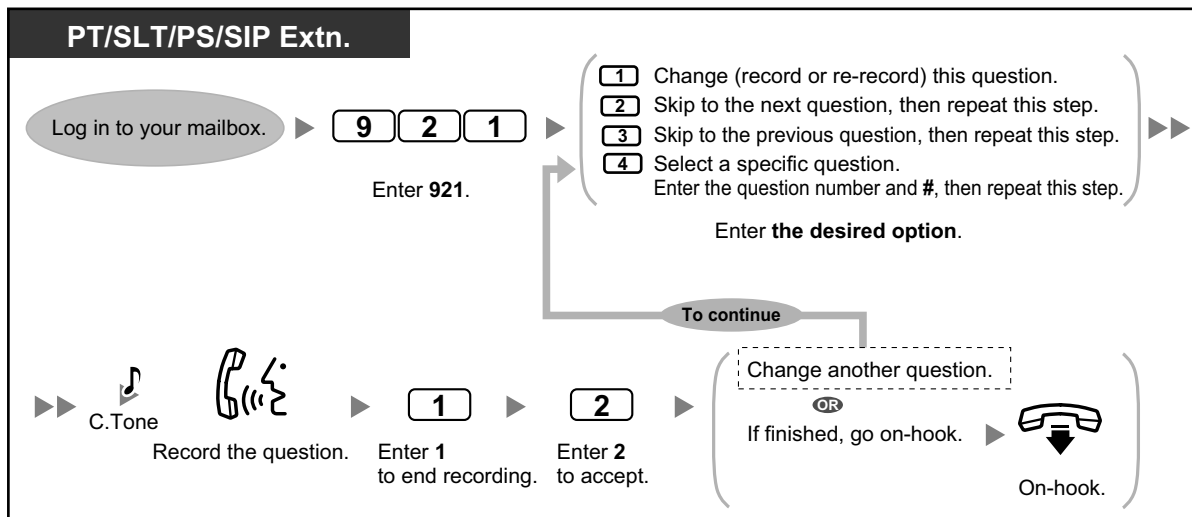 PT/SLT/PS/SIP Extn.
Log in to your mailbox.
9 2 1
Enter 921.
1 Change (record or re-record) this question.
2 Skip to the next question, then repeat this step.
3 Skip to the previous question, then repeat this step.
4 Select a specific question.
Enter the question number and #, then repeat this step.
Enter the desired option.
To continue
C.Tone
Record the question.
1
Enter 1
to end recording.
2
Enter 2
to accept.
Change another question.
OR
If finished, go on-hook.
On-hook.